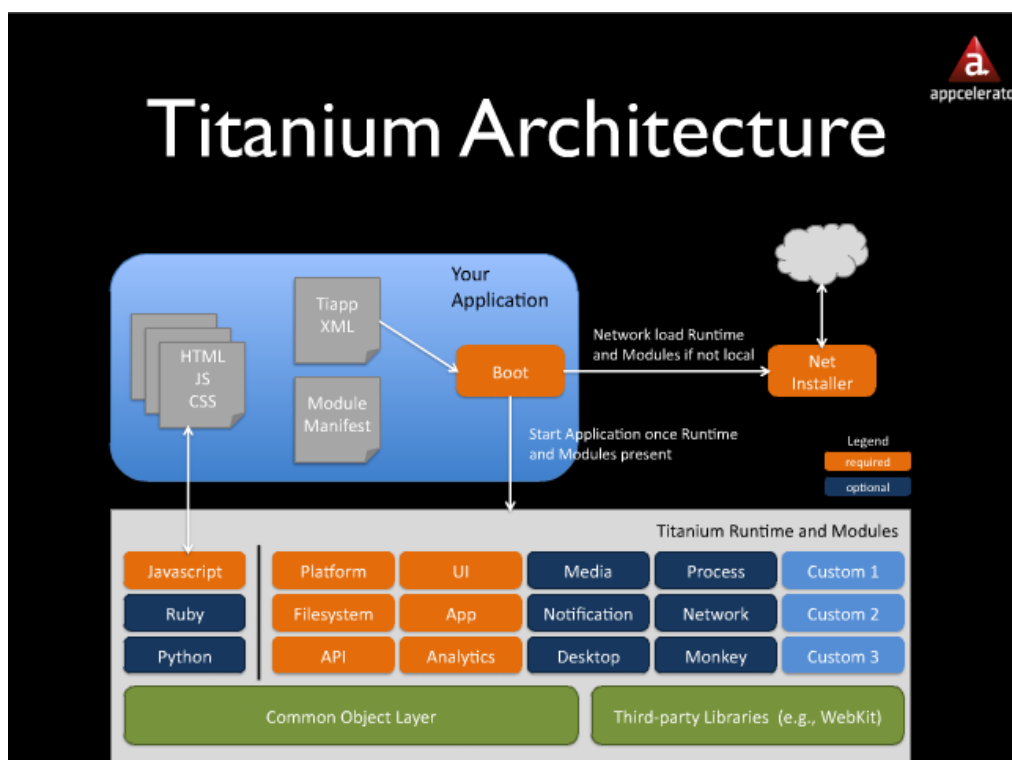 a.
appcelerato
Titanium Architecture
Your
Application
Tiapp
XML
HTML
JS
CSS
Module
Manifest
Boot
Network load Runtime
and Modules if not local
Net
Installer
Start Application once Runtime
and Modules present
Legend
required
optional
Titanium Runtime and Modules
Javascript
Platform
UI
Media
Process
Custom 1
Ruby
Filesystem
App
Notification
Network
Custom 2
Python
API
Analytics
Desktop
Monkey
Custom 3
Common Object Layer
Third-party Libraries (e.g., WebKit)